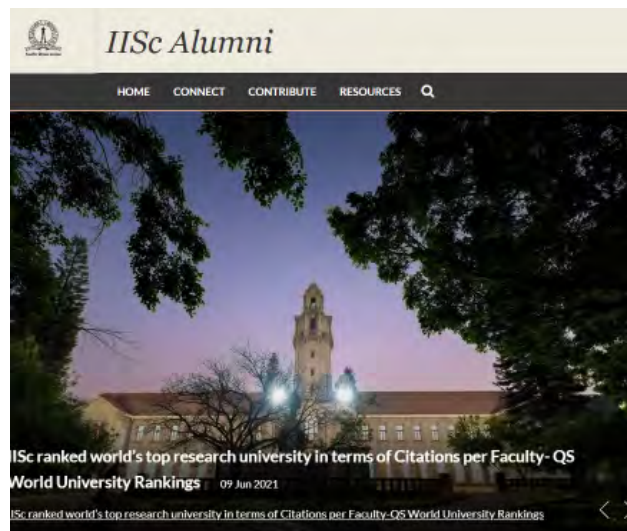 IISc Alumni
HOME CONNECT CONTRIBUTE RESOURCES
IISc ranked world's top research university in terms of Citations per Faculty- QS
World University Rankings 09 Jun 2021
ISc ranked world's top research university in terms of Citations per Faculty-QS World University Rankings